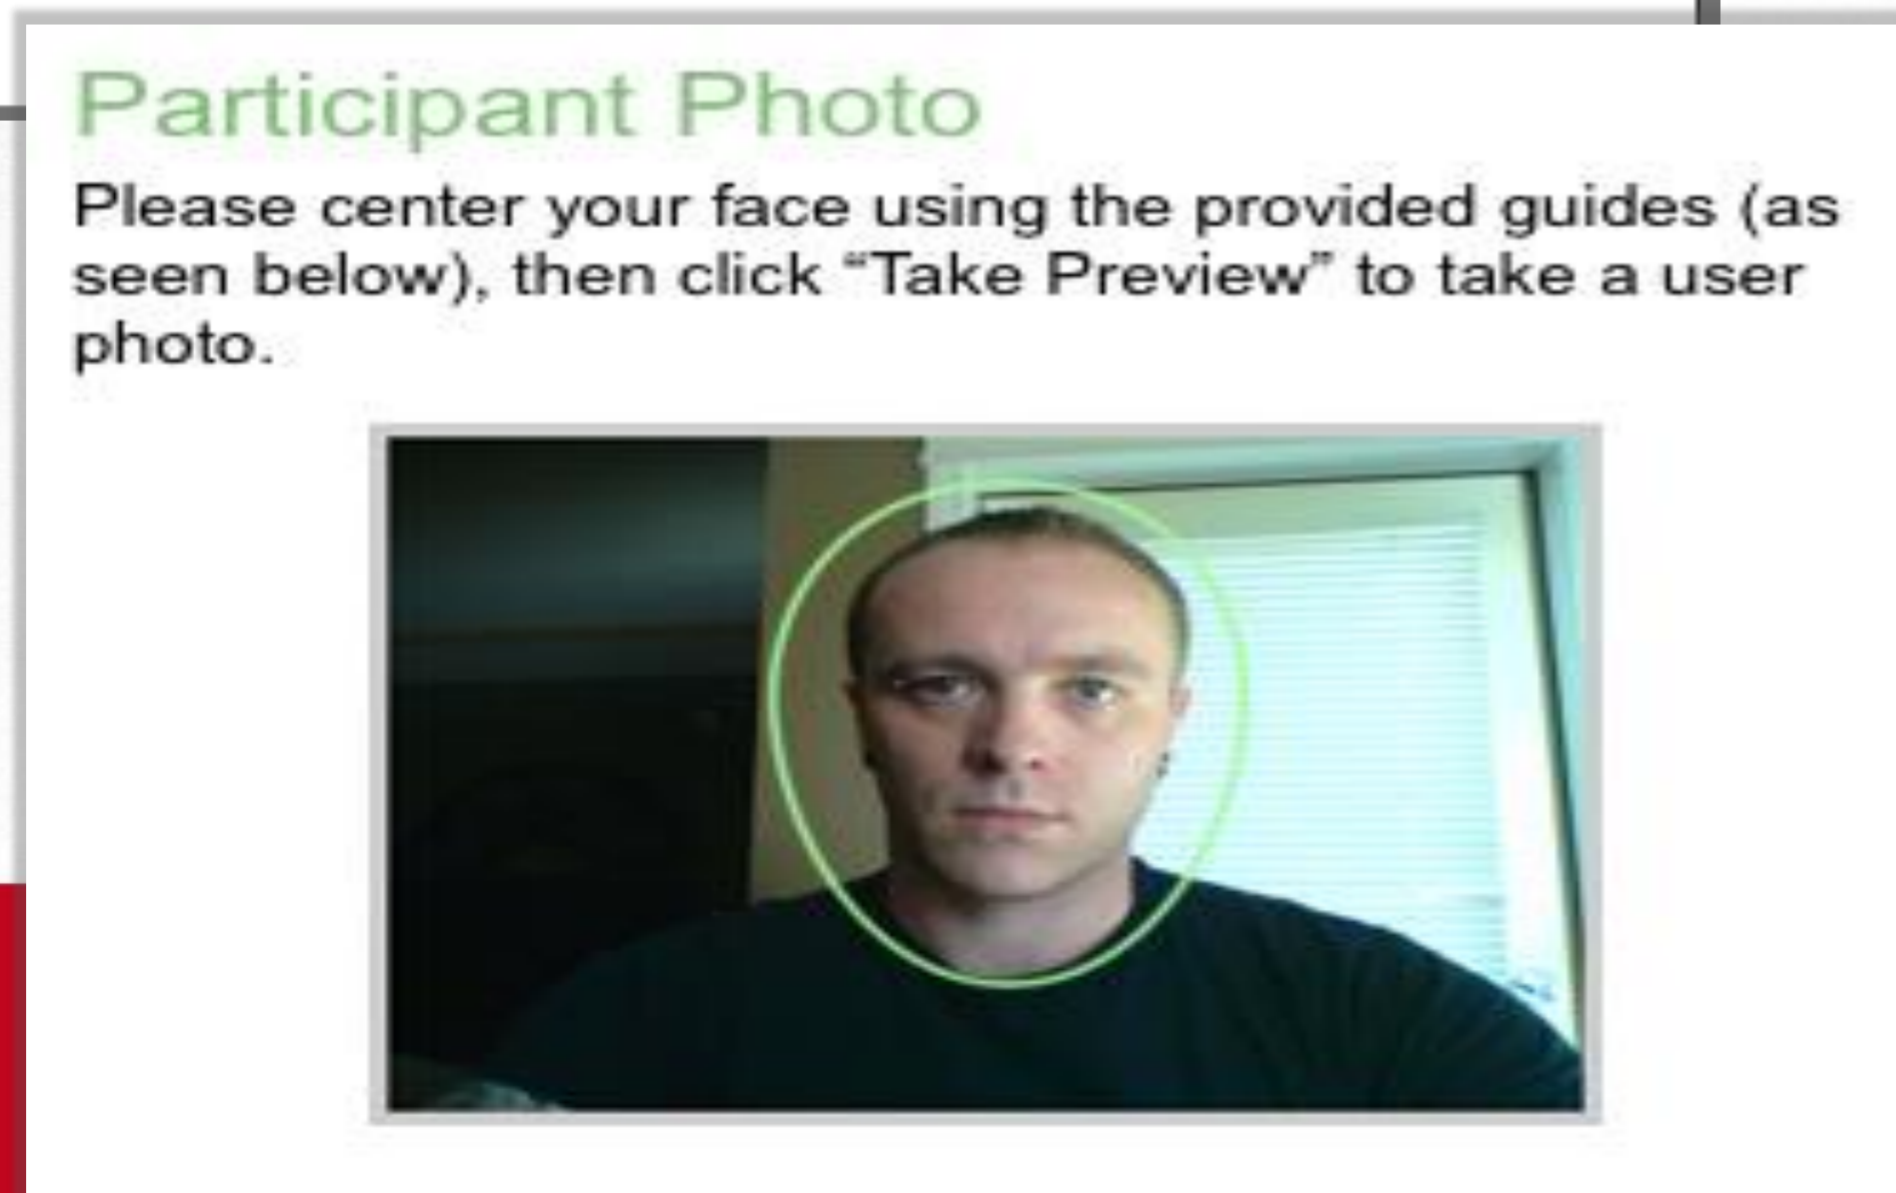 Participant Photo
Please center your face using the provided guides (as
seen below), then click “Take Preview” to take a user
photo.